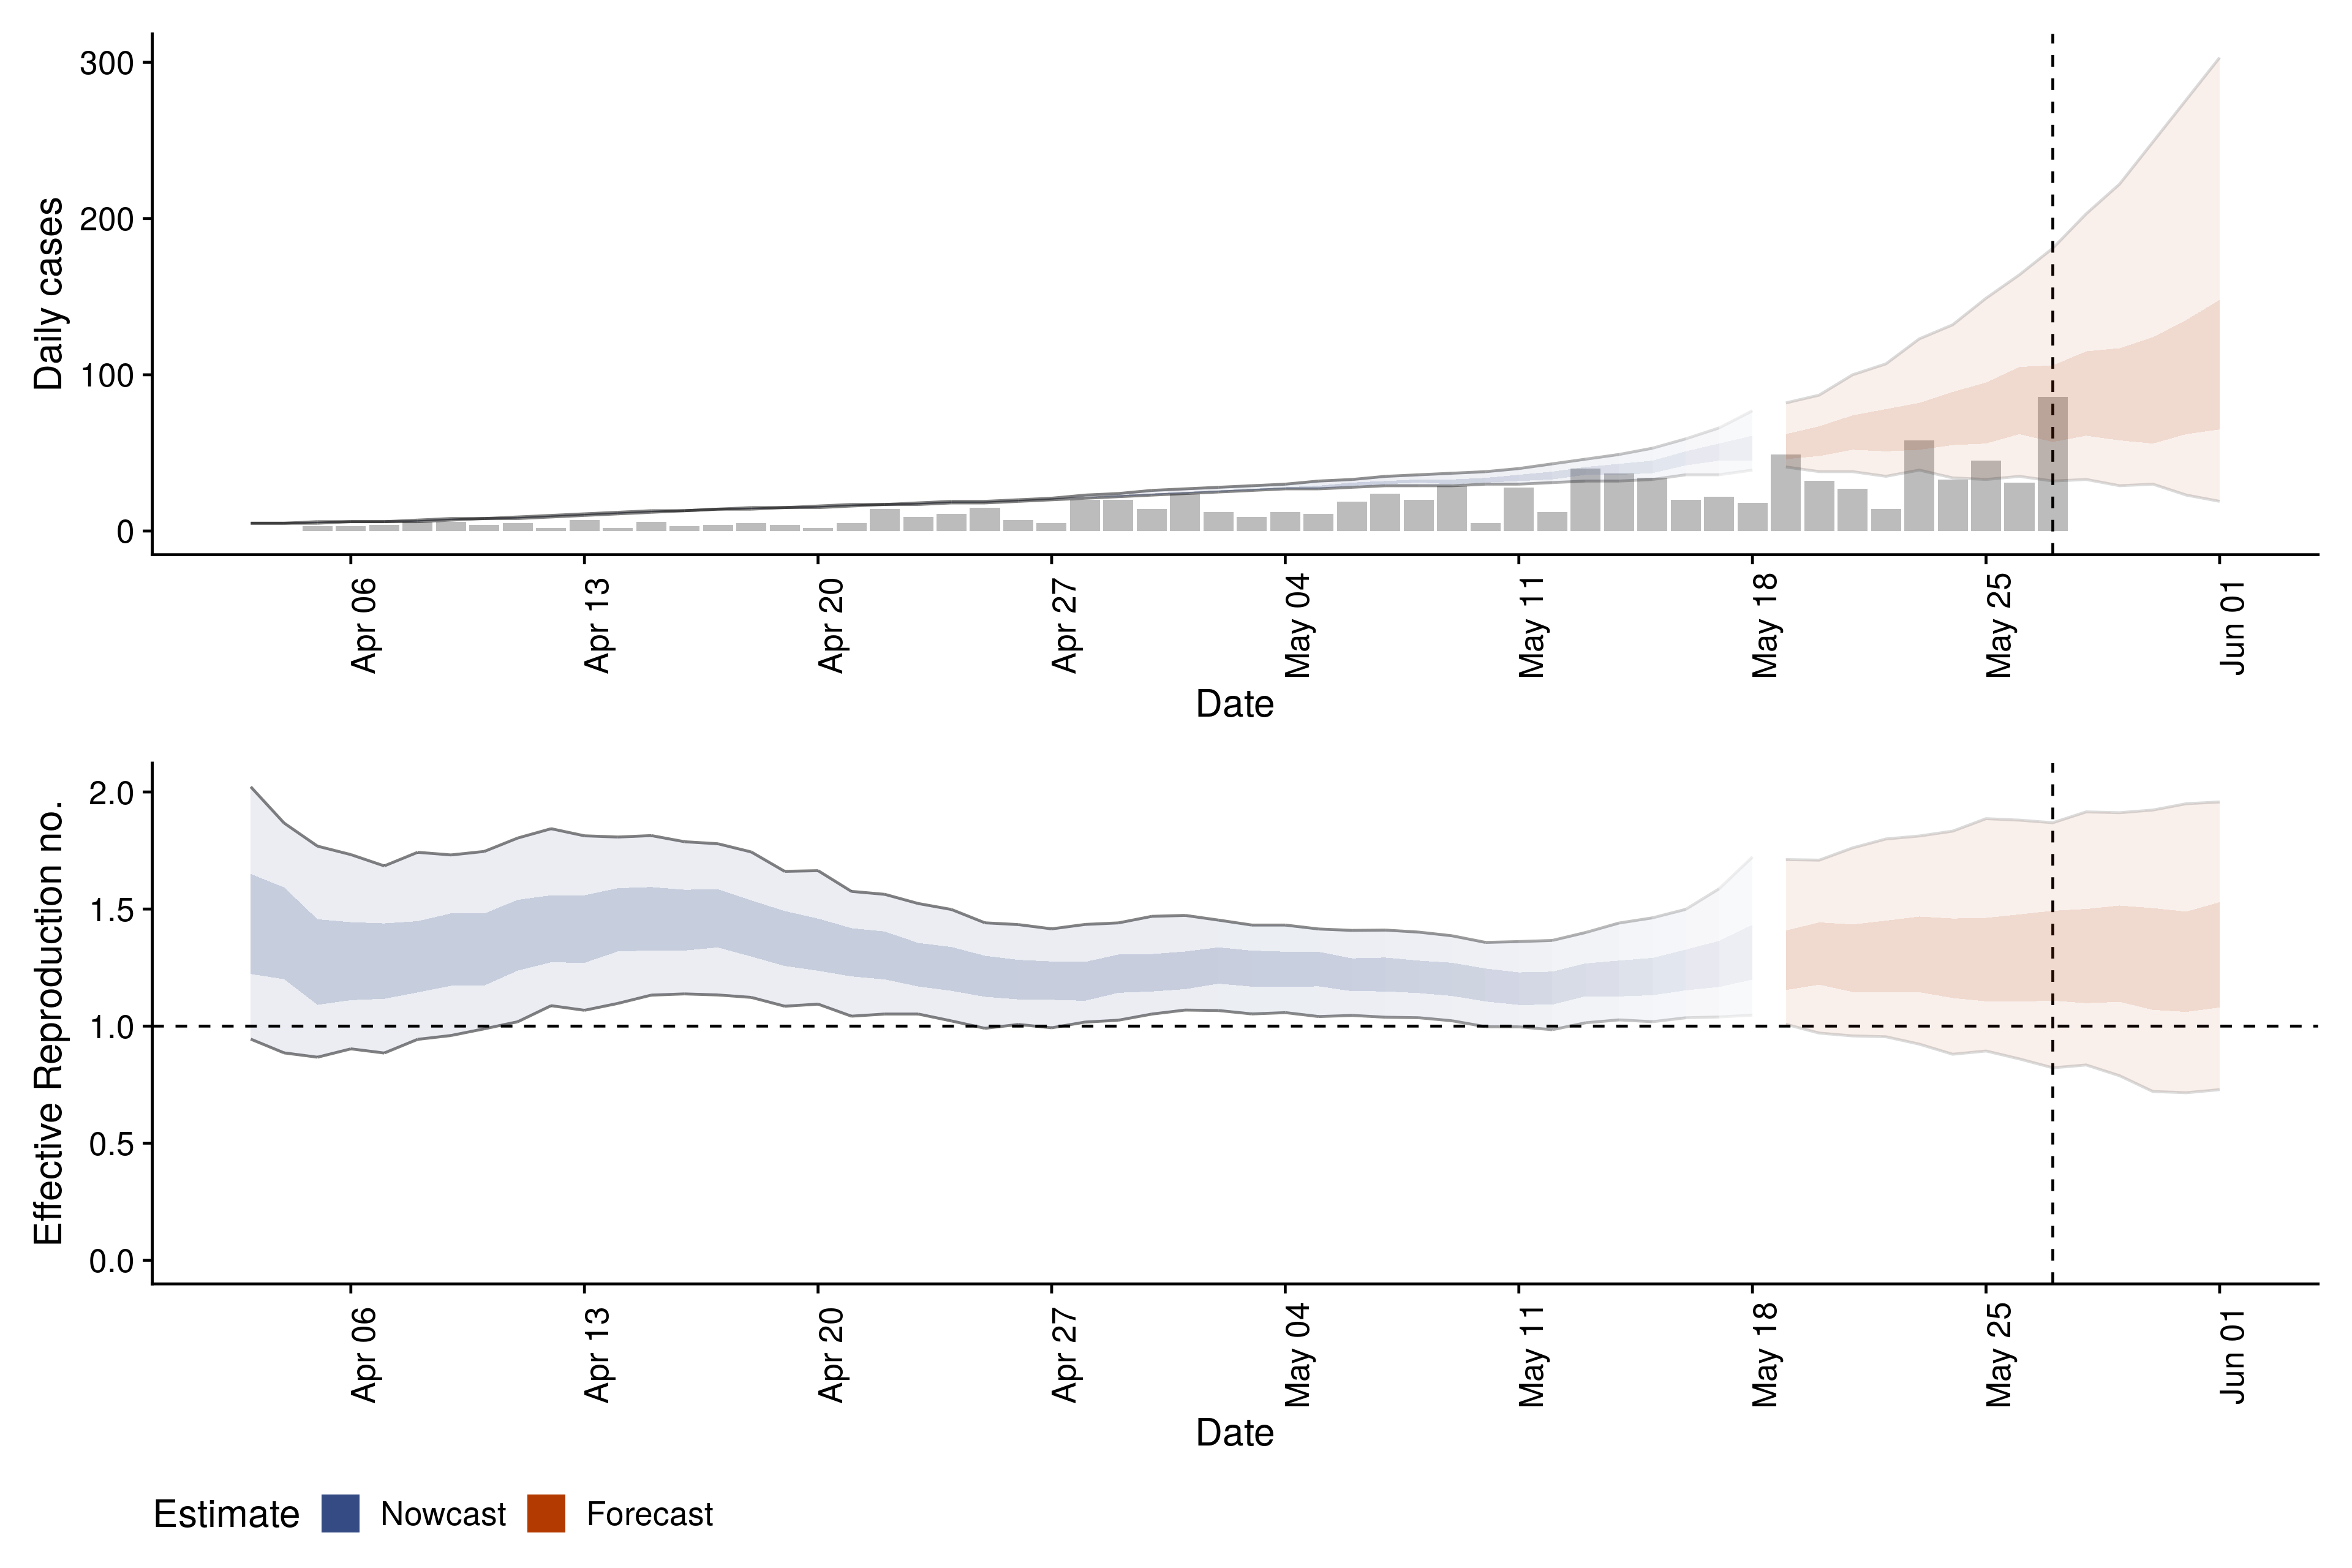 Daily cases
300
200
100
0
Apr 06
Apr 13
Apr 20
Apr 27
May 04
May 11
May 18
May 25
Jun 01
Date
Effective Reproduction no.
2.0
1.5
1.0
0.5
0.0
Apr 06
Apr 13
Apr 20
Apr 27
May 04
May 11
May 18
May 25
Jun 01
Date
Estimate Nowcast Forecast